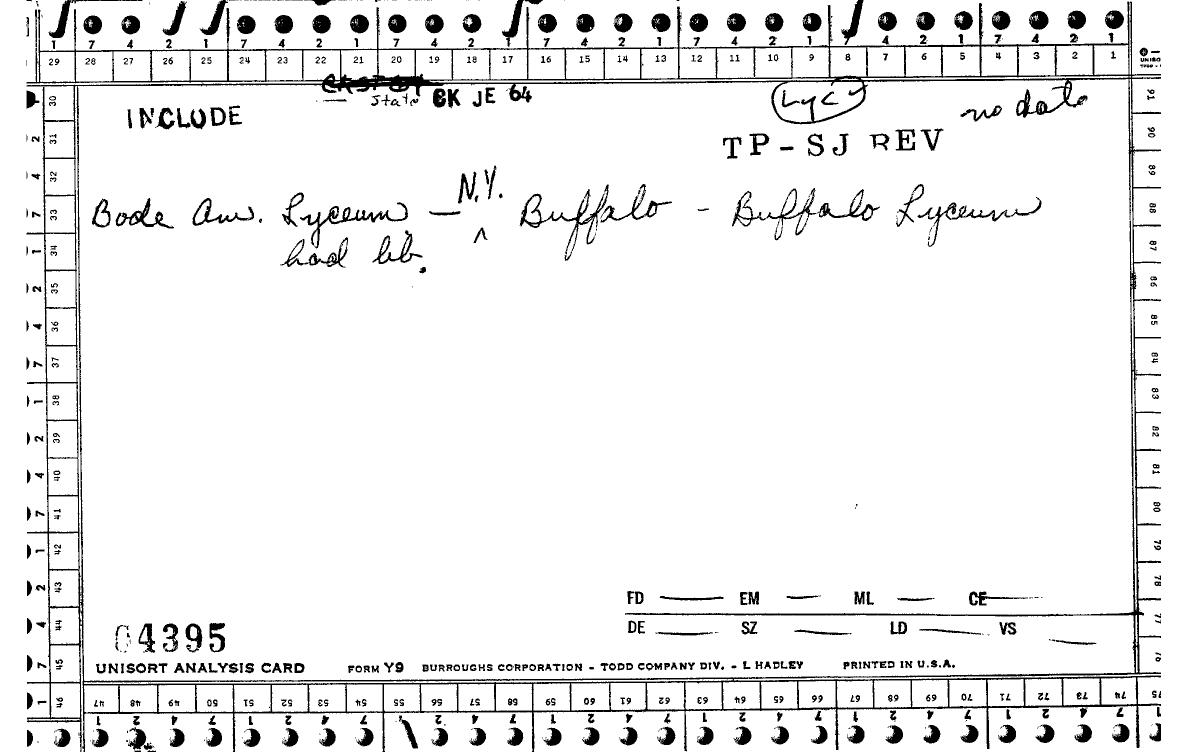 1 7 4 2 1 7 4 2 1 7 4 2 1 7 4 2 1 7 4 2 1 7 4 2 1 7 4 2 1
29 28 27 26 25 24 23 22 21 20 19 18 17 16 15 14 13 12 11 10 9 8 7 6 5 4 3 2 1
State CK JE 64
INCLUDE
Lyc
no date
TP-SJ REV
N.Y.
Bode Am. Lyceum — ^ Buffalo - Buffalo Lyceum
had lib.
FD EM ML CE
DE SZ LD VS
04395
UNISORT ANALYSIS CARD FORM Y9 BURROUGHS CORPORATION - TODD COMPANY DIV. - L HADLEY PRINTED IN U.S.A.
30 31 32 33 34 35 36 37 38 39 40 41 42 43 44 45 46
91 90 89 88 87 86 85 84 83 82 81 80 79 78 77 76
47 48 49 50 51 52 53 54 55 56 57 58 59 60 61 62 63 64 65 66 67 68 69 70 71 72 73 74 75